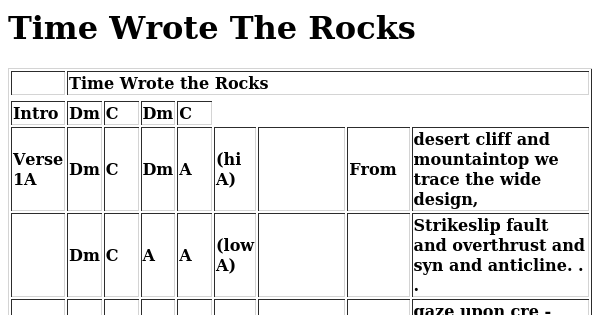 Time Wrote The Rocks
Time Wrote the Rocks
Intro Dm C Dm C
Verse 1A Dm C Dm A (hi A) From desert cliff and
mountaintop we
trace the wide
design,
Dm C A A (low A) Strikeslip fault
and overthrust and
syn and anticline. . .
gaze upon cre -